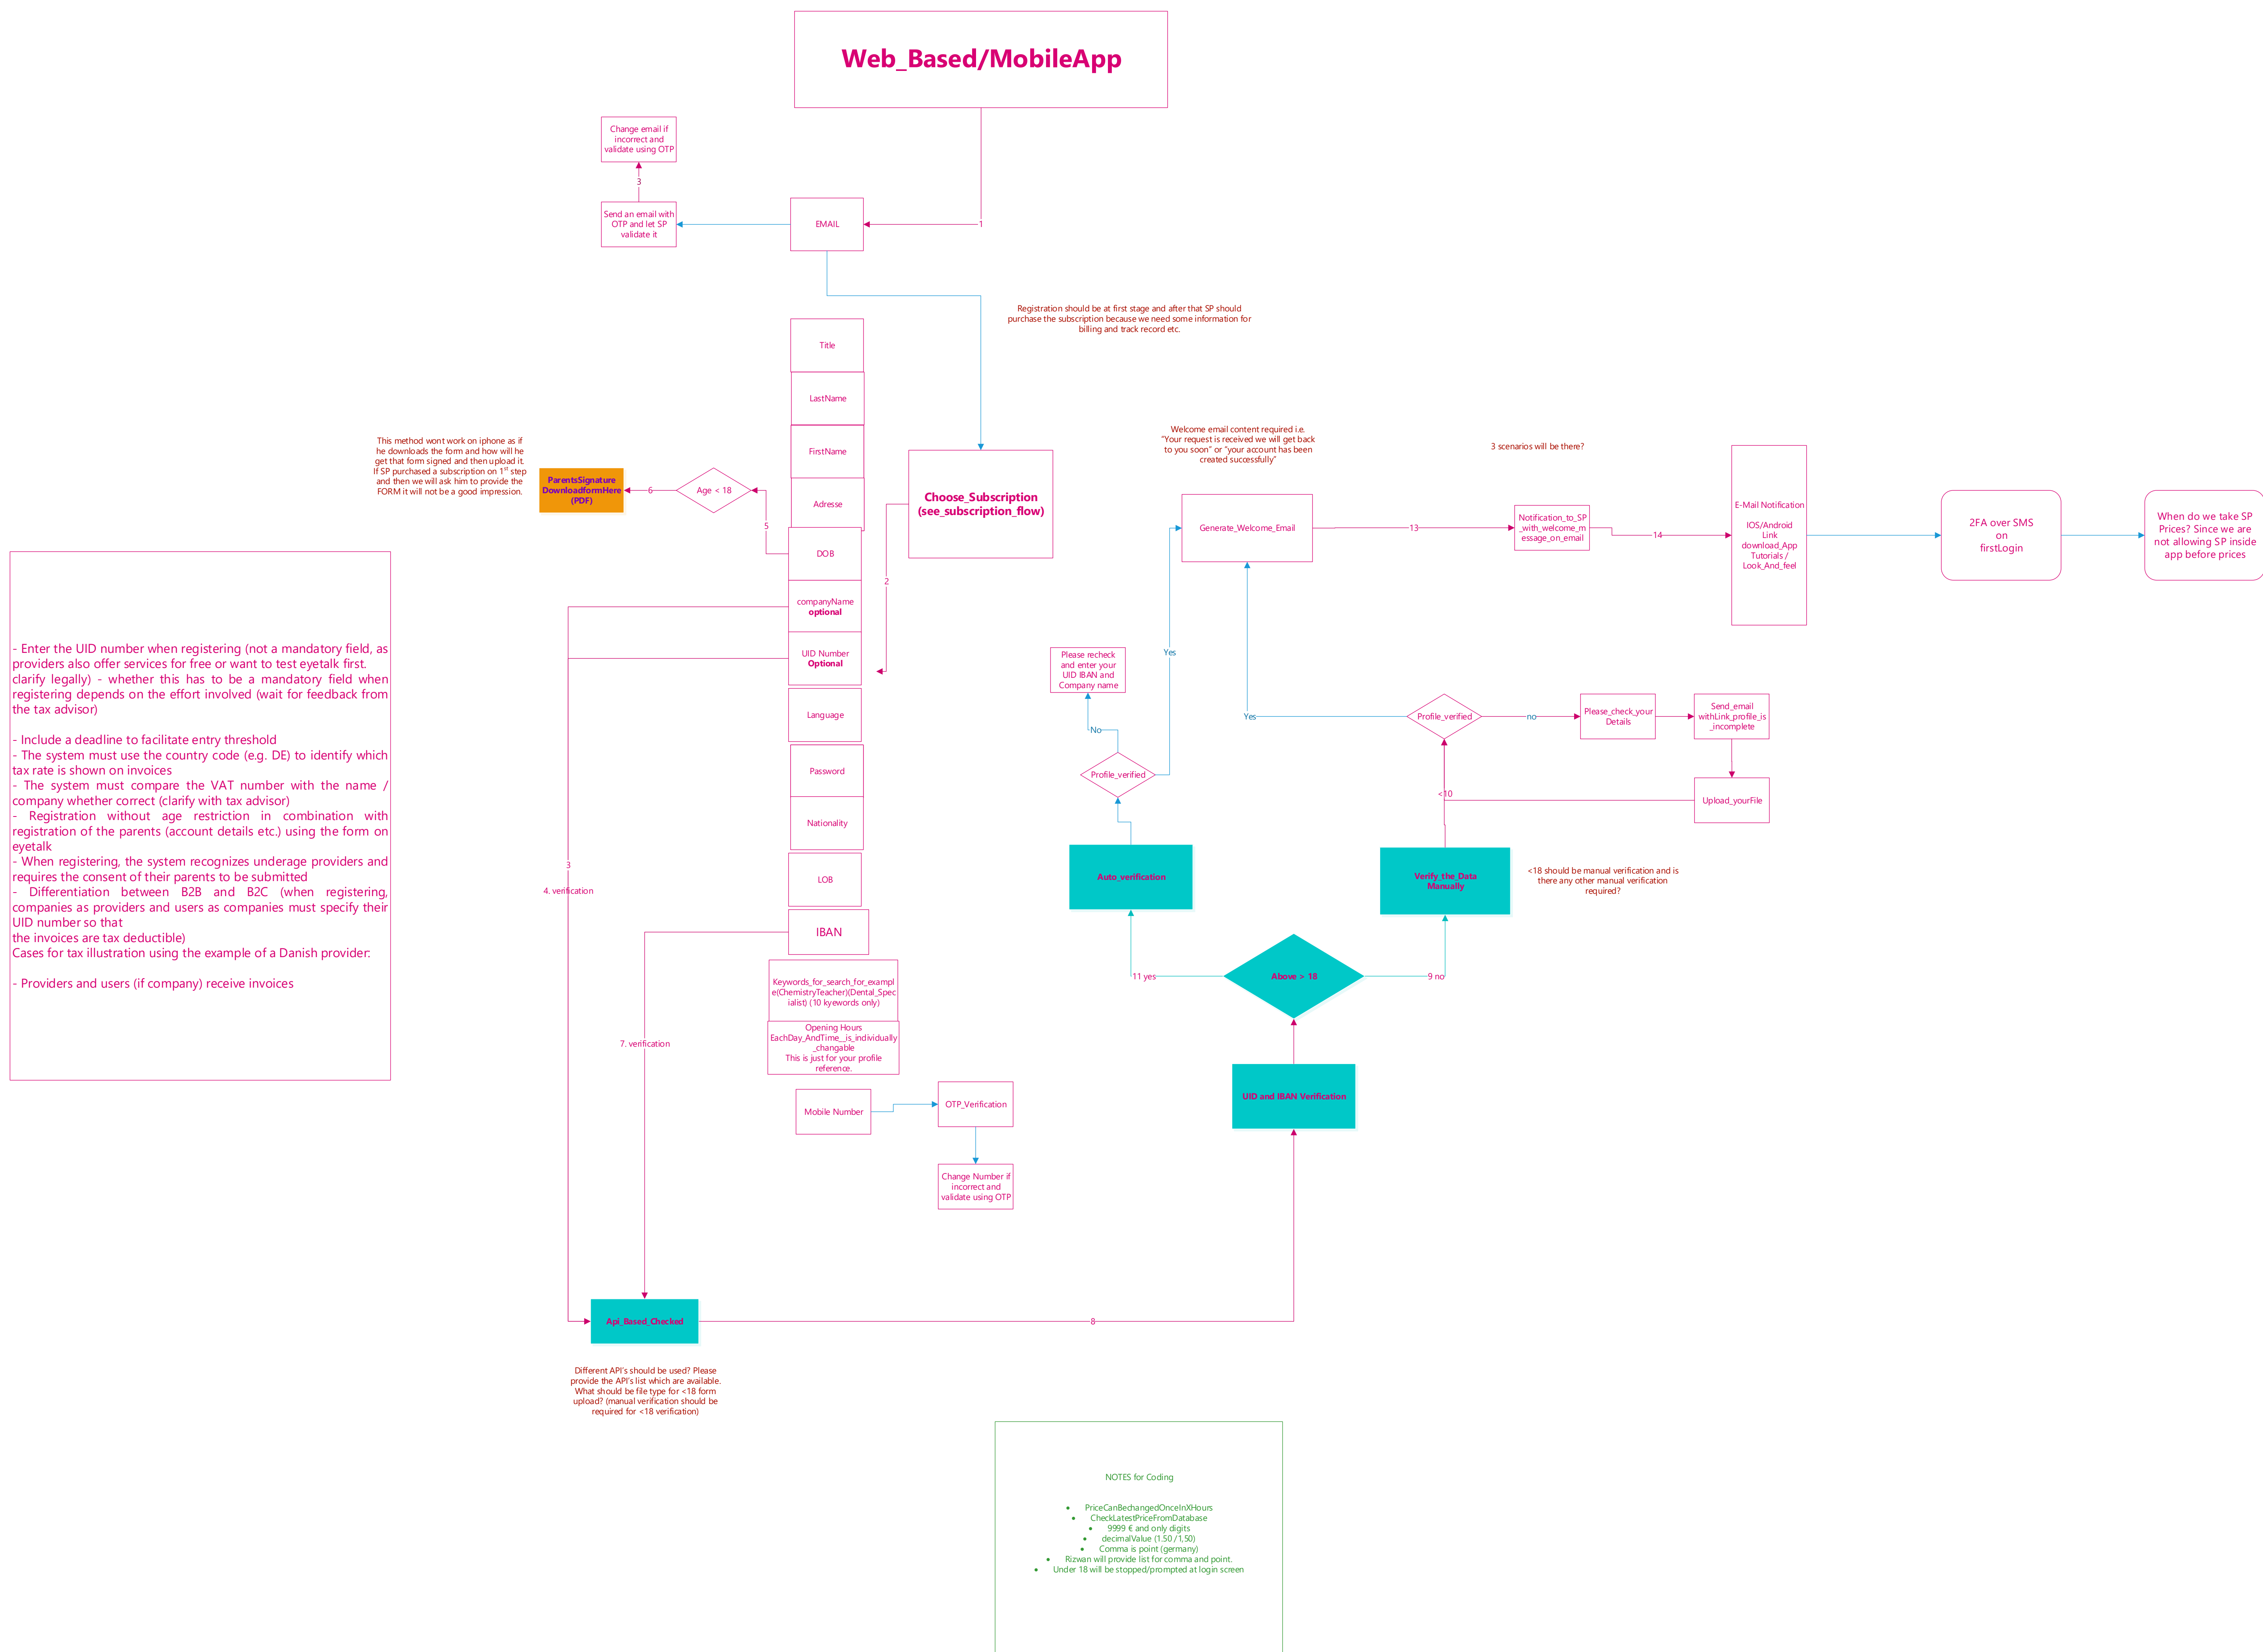 Web_Based/MobileApp
Change email if
incorrect and
validate using OTP
3
Send an email with
OTP and let SP
validate it
EMAIL
1
Registration should be at first stage and after that SP should
purchase the subscription because we need some information for
billing and track record etc.
Title
LastName
FirstName
Adresse
DOB
companyName
optional
UID Number
Optional
Language
Password
Nationality
LOB
IBAN
Keywords_for_search_for_exampl
e(ChemistryTeacher)(Dental_Spec
ialist) (10 kyewords only)
Opening Hours
EachDay_AndTime__is_individually
_changable
This is just for your profile
reference.
Mobile Number
OTP_Verification
Change Number if
incorrect and
validate using OTP
This method wont work on iphone as if
he downloads the form and how will he
get that form signed and then upload it.
If SP purchased a subscription on 1st step
and then we will ask him to provide the
FORM it will not be a good impression.
ParentsSignature
DownloadformHere
(PDF)
6
Age < 18
5
Choose_Subscription
(see_subscription_flow)
2
- Enter the UID number when registering (not a mandatory field, as
providers also offer services for free or want to test eyetalk first.
clarify legally) - whether this has to be a mandatory field when
registering depends on the effort involved (wait for feedback from
the tax advisor)
- Include a deadline to facilitate entry threshold
- The system must use the country code (e.g. DE) to identify which
tax rate is shown on invoices
- The system must compare the VAT number with the name /
company whether correct (clarify with tax advisor)
- Registration without age restriction in combination with
registration of the parents (account details etc.) using the form on
eyetalk
- When registering, the system recognizes underage providers and
requires the consent of their parents to be submitted
- Differentiation between B2B and B2C (when registering,
companies as providers and users as companies must specify their
UID number so that
the invoices are tax deductible)
Cases for tax illustration using the example of a Danish provider:
- Providers and users (if company) receive invoices
3
4. verification
7. verification
Api_Based_Checked
8
Different API's should be used? Please
provide the API's list which are available.
What should be file type for <18 form
upload? (manual verification should be
required for <18 verification)
Welcome email content required i.e.
"Your request is received we will get back
to you soon" or "your account has been
created successfully"
Generate_Welcome_Email
13
3 scenarios will be there?
Notification_to_SP
_with_welcome_m
essage_on_email
14
E-Mail Notification
IOS/Android
Link
download_App
Tutorials /
Look_And_feel
2FA over SMS
on
firstLogin
When do we take SP
Prices? Since we are
not allowing SP inside
app before prices
Yes
Please recheck
and enter your
UID IBAN and
Company name
No
Profile_verified
Yes
Profile_verified
no
Please_check_your
Details
Send_email
withLink_profile_is
_incomplete
Upload_yourFile
<10
Auto_verification
Verify_the_Data
Manually
<18 should be manual verification and is
there any other manual verification
required?
11 yes
Above > 18
9 no
UID and IBAN Verification
NOTES for Coding
• PriceCanBechangedOnceInXHours
• CheckLatestPriceFromDatabase
• 9999 € and only digits
• decimalValue (1.50 /1,50)
• Comma is point (germany)
• Rizwan will provide list for comma and point.
• Under 18 will be stopped/prompted at login screen